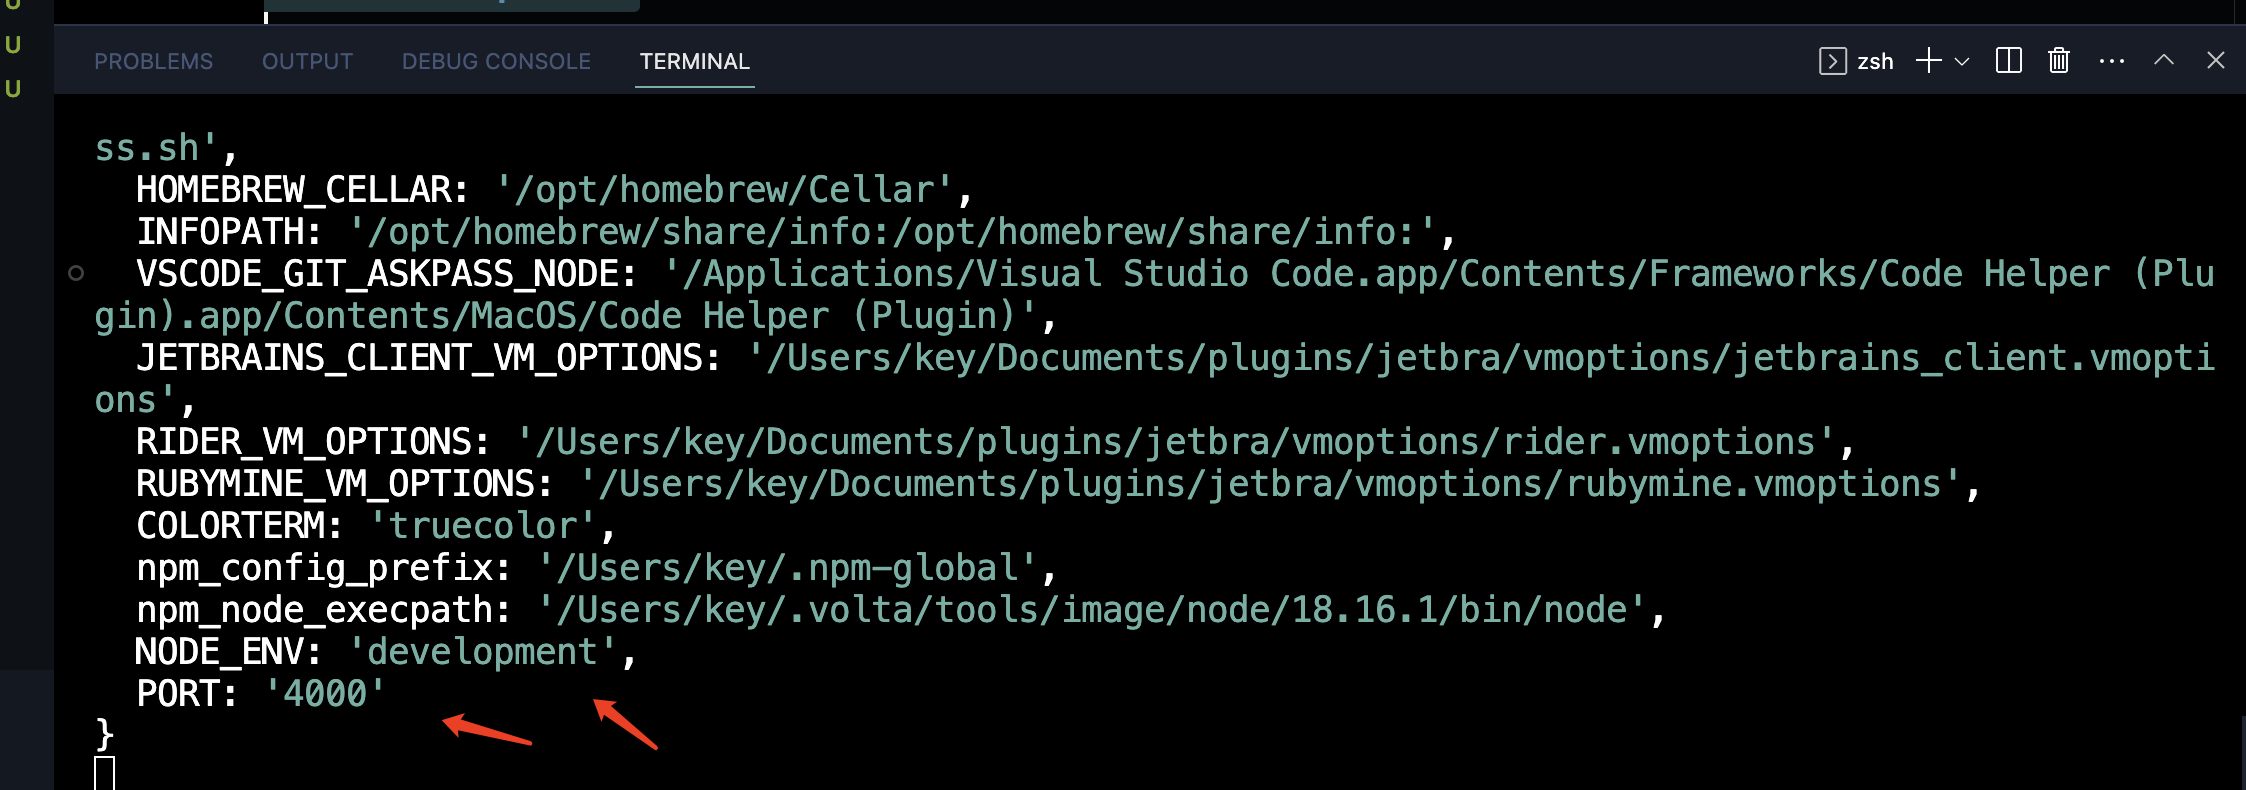 U
U
U
PROBLEMS OUTPUT DEBUG CONSOLE TERMINAL zsh
ss.sh',
HOMEBREW_CELLAR: '/opt/homebrew/Cellar',
INFOPATH: '/opt/homebrew/share/info:/opt/homebrew/share/info:',
VSCODE_GIT_ASKPASS_NODE: '/Applications/Visual Studio Code.app/Contents/Frameworks/Code Helper (Plu
gin).app/Contents/MacOS/Code Helper (Plugin)',
JETBRAINS_CLIENT_VM_OPTIONS: '/Users/key/Documents/plugins/jetbra/vmoptions/jetbrains_client.vmopti
ons',
RIDER_VM_OPTIONS: '/Users/key/Documents/plugins/jetbra/vmoptions/rider.vmoptions',
RUBYMINE_VM_OPTIONS: '/Users/key/Documents/plugins/jetbra/vmoptions/rubymine.vmoptions',
COLORTERM: 'truecolor',
npm_config_prefix: '/Users/key/.npm-global',
npm_node_execpath: '/Users/key/.volta/tools/image/node/18.16.1/bin/node',
NODE_ENV: 'development',
PORT: '4000'
}